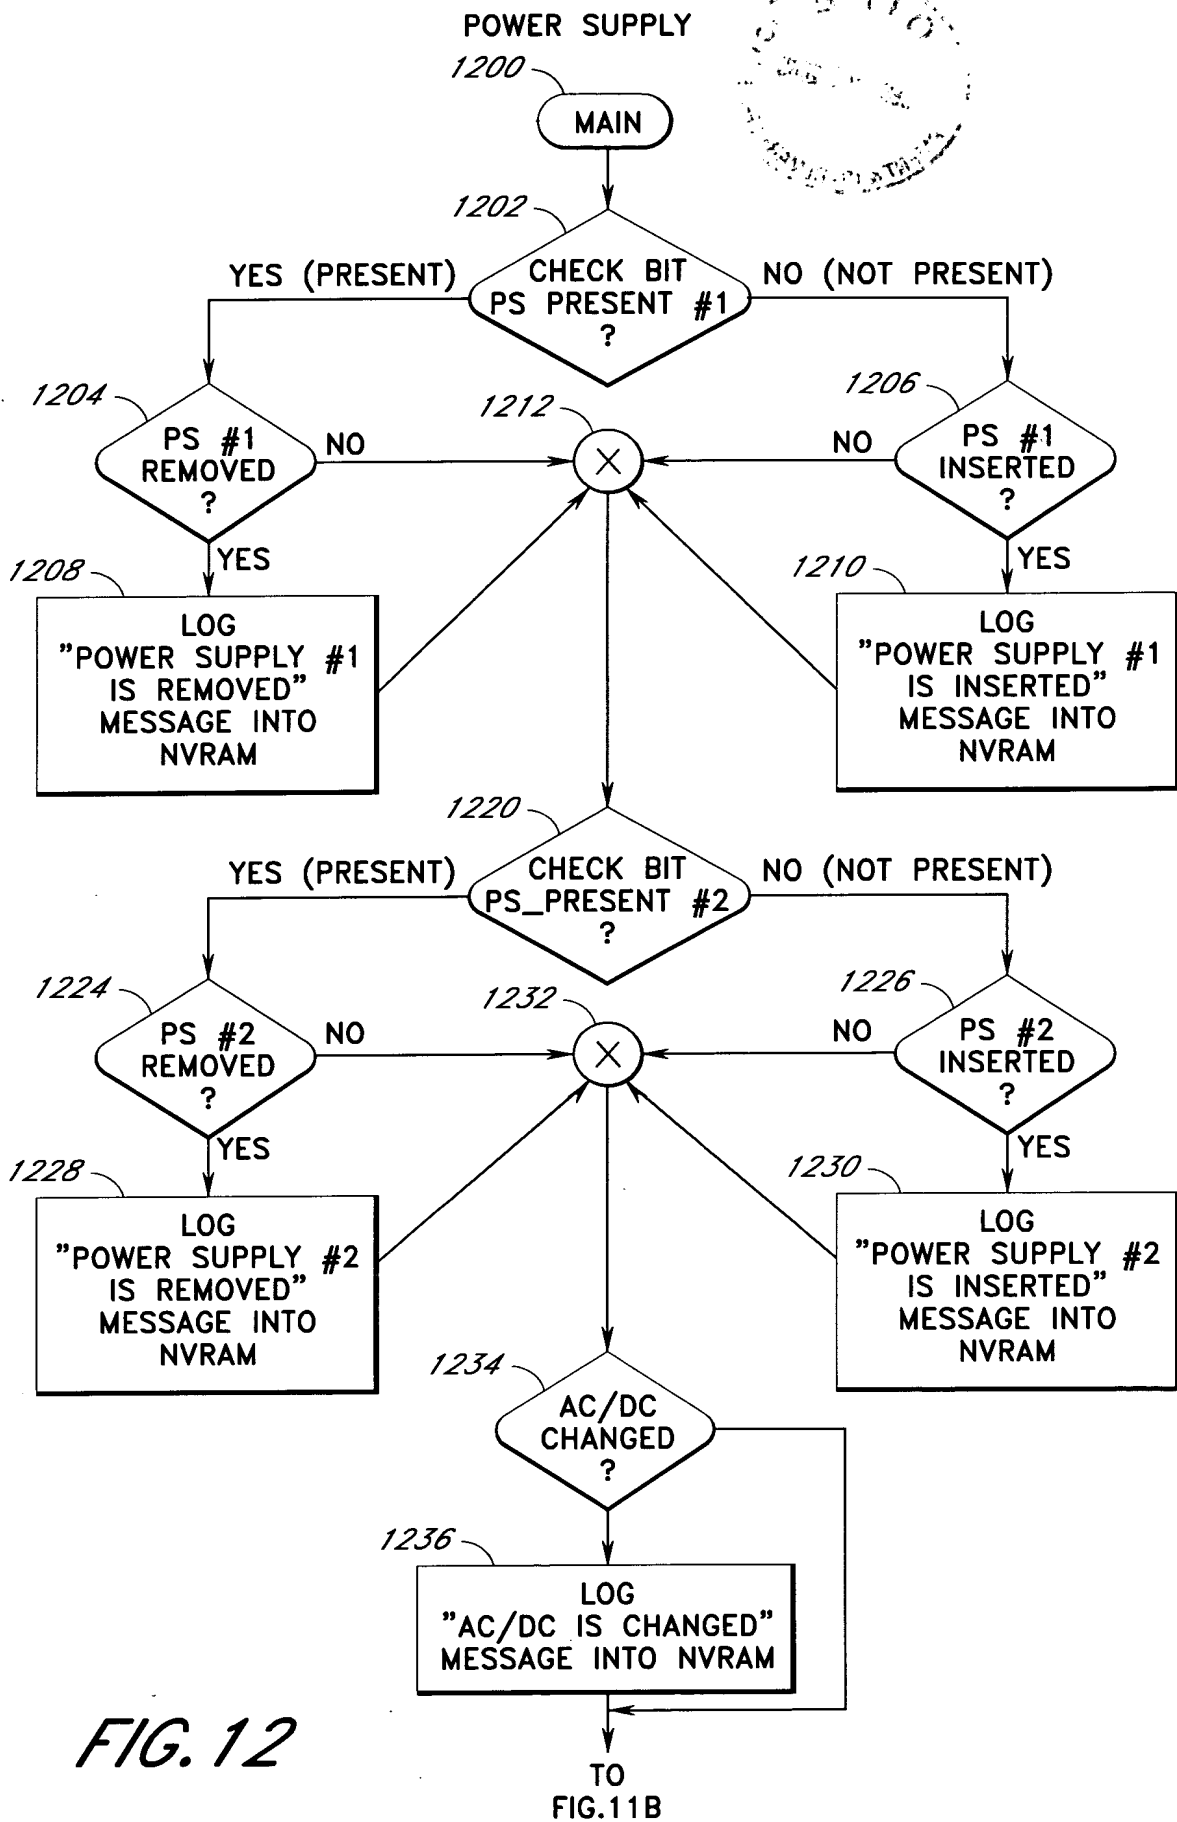 POWER SUPPLY
1200
MAIN
1202
YES (PRESENT)
CHECK BIT
PS PRESENT #1
?
NO (NOT PRESENT)
1204
PS #1
REMOVED
?
NO
1212
X
1206
NO
PS #1
INSERTED
?
YES
YES
1208
LOG
"POWER SUPPLY #1
IS REMOVED"
MESSAGE INTO
NVRAM
1210
LOG
"POWER SUPPLY #1
IS INSERTED"
MESSAGE INTO
NVRAM
1220
YES (PRESENT)
CHECK BIT
PS_PRESENT #2
?
NO (NOT PRESENT)
1224
PS #2
REMOVED
?
NO
1232
X
1226
NO
PS #2
INSERTED
?
YES
YES
1228
LOG
"POWER SUPPLY #2
IS REMOVED"
MESSAGE INTO
NVRAM
1230
LOG
"POWER SUPPLY #2
IS INSERTED"
MESSAGE INTO
NVRAM
1234
AC/DC
CHANGED
?
1236
LOG
"AC/DC IS CHANGED"
MESSAGE INTO NVRAM
FIG. 12
TO
FIG.11B